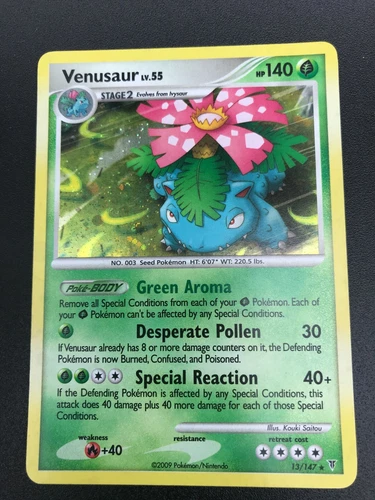 Venusaur LV.55 HP 140
STAGE2 Evolves from Ivysaur
NO. 003 Seed Pokémon HT: 6'07" WT: 220.5 lbs.
Poké-BODY Green Aroma
Remove all Special Conditions from each of your Pokémon. Each of
your Pokémon can't be affected by any Special Conditions.
Desperate Pollen 30
If Venusaur already has 8 or more damage counters on it, the Defending
Pokémon is now Burned, Confused, and Poisoned.
Special Reaction 40+
If the Defending Pokémon is affected by any Special Conditions, this
attack does 40 damage plus 40 more damage for each of those
Special Conditions.
Illus. Kouki Saitou
weakness resistance retreat cost
+40
©2009 Pokémon/Nintendo 13/147